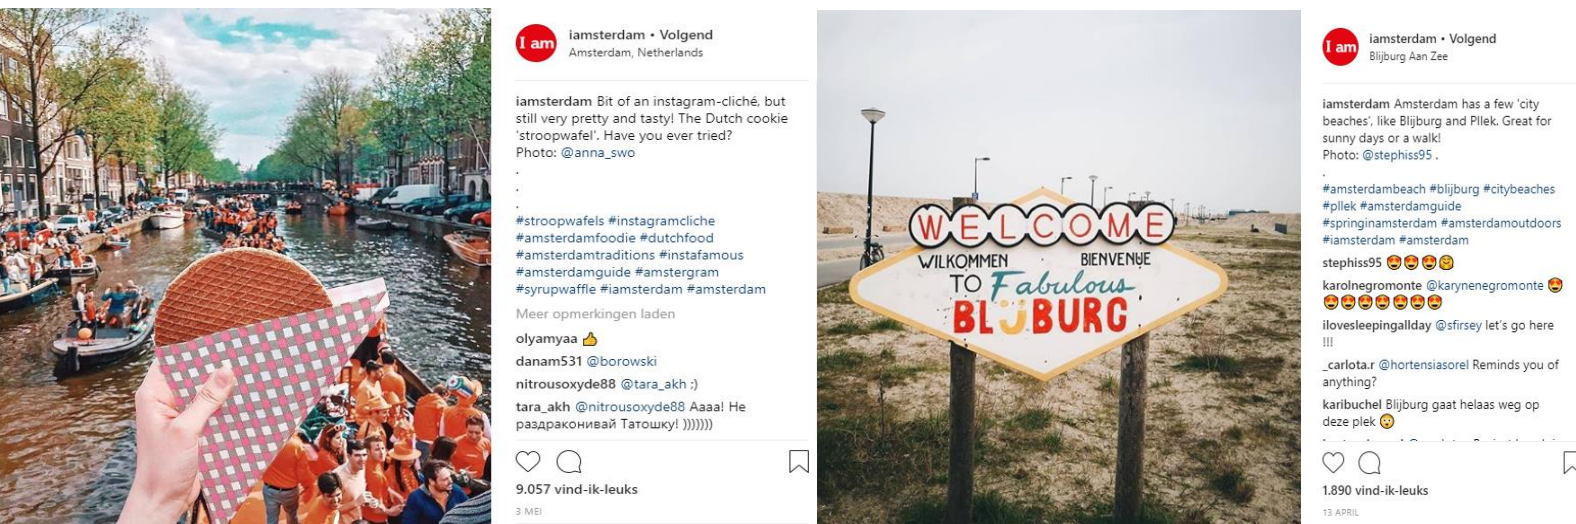 I am
iamsterdam • Volgend
Amsterdam, Netherlands
iamsterdam Bit of an instagram-cliché, but
still very pretty and tasty! The Dutch cookie
'stroopwafel'. Have you ever tried?
Photo: @anna_swo
.
.
.
#stroopwafels #instagramcliche
#amsterdamfoodie #dutchfood
#amsterdamtraditions #instafamous
#amsterdamguide #amstergram
#syrupwaffle #iamsterdam #amsterdam
Meer opmerkingen laden
olyamyaa 👍
danam531 @borowski
nitrousoxyde88 @tara_akh ;)
tara_akh @nitrousoxyde88 Aaaa! Не
раздраконивай Татошку! )))))))
9.057 vind-ik-leuks
3 MEI
WELCOME
WILKOMMEN BIENVENUE
TO Fabulous
BLIJBURG
I am
iamsterdam • Volgend
Blijburg Aan Zee
iamsterdam Amsterdam has a few 'city
beaches', like Blijburg and Pllek. Great for
sunny days or a walk!
Photo: @stephiss95 .
.
#amsterdambeach #blijburg #citybeaches
#pllek #amsterdamguide
#springinamsterdam #amsterdamoutdoors
#iamsterdam #amsterdam
stephiss95 😍😍😍🤗
karolnegromonte @karynenegromonte 😍
😍😍😍😍😍😍😍
ilovesleepingallday @sfirsey let's go here
!!!
_carlota.r @hortensiasorel Reminds you of
anything?
karibuchel Blijburg gaat helaas weg op
deze plek 😯
1.890 vind-ik-leuks
13 APRIL